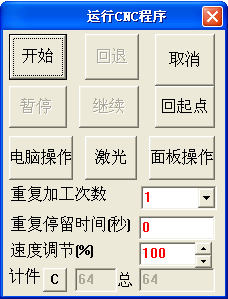 运行CNC程序
开始 回退 取消
暂停 继续 回起点
电脑操作 激光 面板操作
重复加工次数 1
重复停留时间(秒) 0
速度调节(%) 100
计件 C 64 总 64